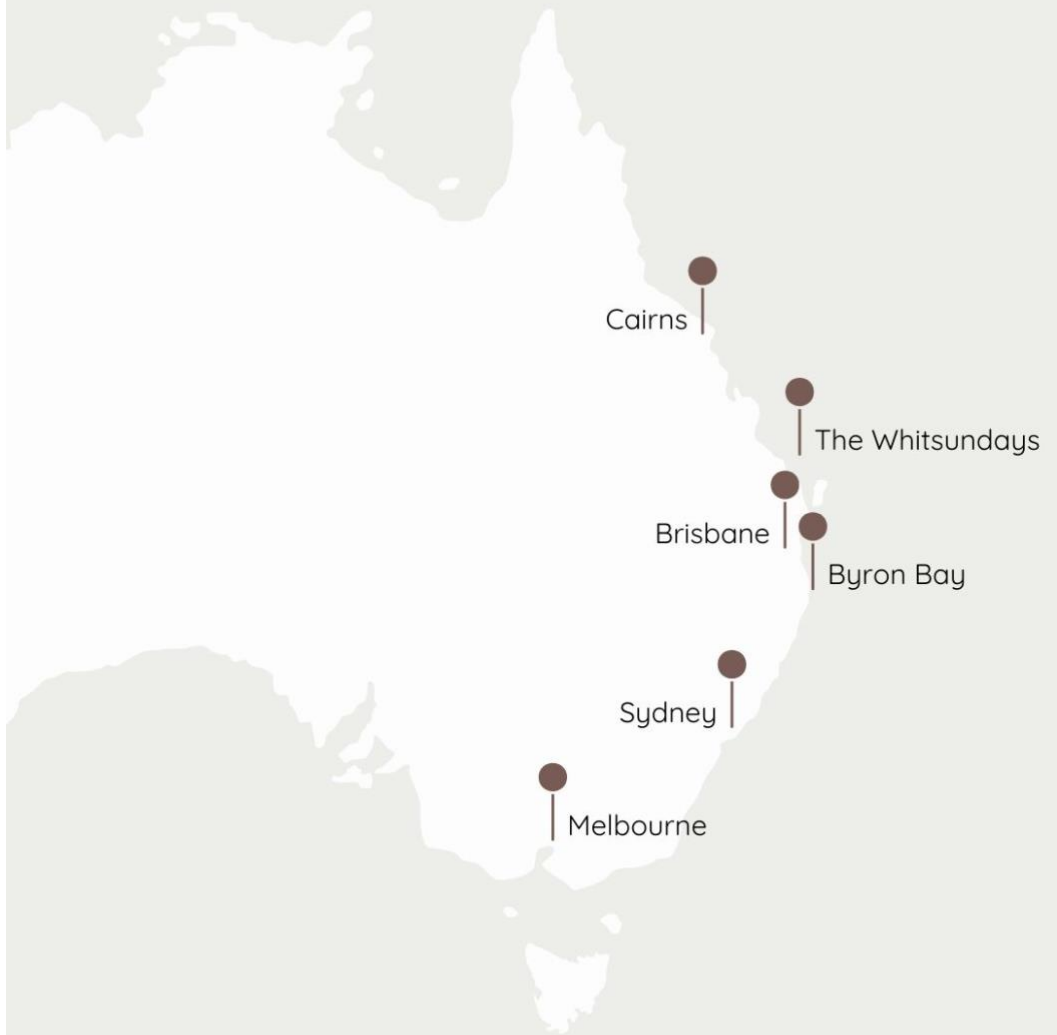 Cairns
The Whitsundays
Brisbane
Byron Bay
Sydney
Melbourne